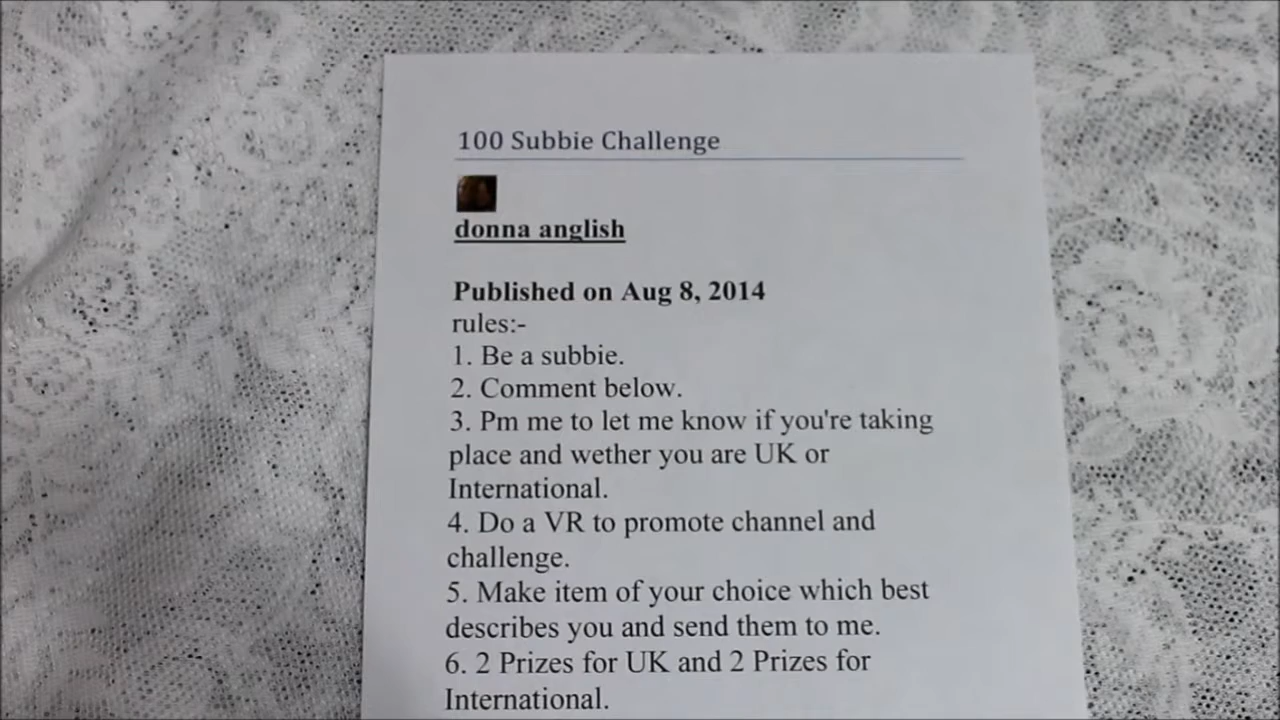 100 Subbie Challenge
donna anglish
Published on Aug 8, 2014
rules:-
1. Be a subbie.
2. Comment below.
3. Pm me to let me know if you're taking
place and wether you are UK or
International.
4. Do a VR to promote channel and
challenge.
5. Make item of your choice which best
describes you and send them to me.
6. 2 Prizes for UK and 2 Prizes for
International.